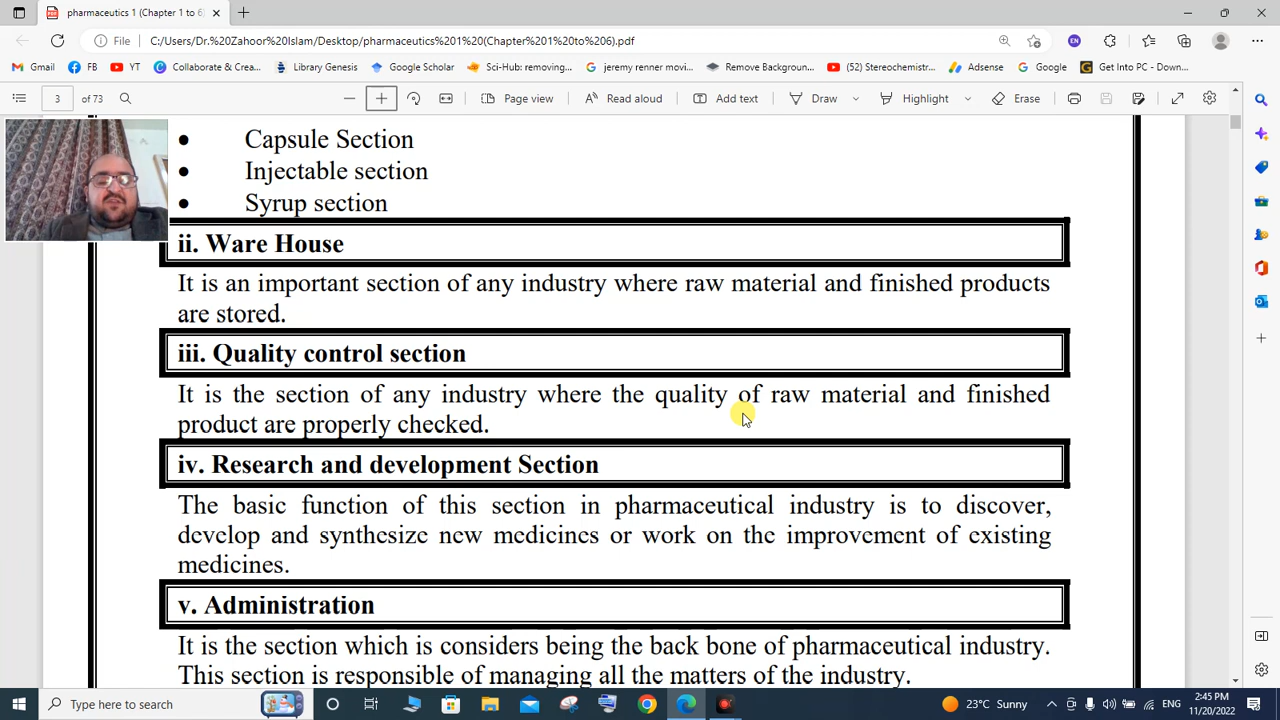 pharmaceutics 1 (Chapter 1 to 6)
File C:/Users/Dr.%20Zahoor%20Islam/Desktop/pharmaceutics%201%20(Chapter%201%20to%206).pdf
Gmail FB YT Collaborate & Crea... Library Genesis Google Scholar Sci-Hub: removing... jeremy renner movi... Remove Backgroun... (52) Stereochemistr... Adsense Google Get Into PC - Down...
3 of 73 Page view Read aloud Add text Draw Highlight Erase
• Capsule Section
• Injectable section
• Syrup section
ii. Ware House
It is an important section of any industry where raw material and finished products
are stored.
iii. Quality control section
It is the section of any industry where the quality of raw material and finished
product are properly checked.
iv. Research and development Section
The basic function of this section in pharmaceutical industry is to discover,
develop and synthesize new medicines or work on the improvement of existing
medicines.
v. Administration
It is the section which is considers being the back bone of pharmaceutical industry.
This section is responsible of managing all the matters of the industry.
Type here to search 23°C Sunny ENG 2:45 PM
11/20/2022